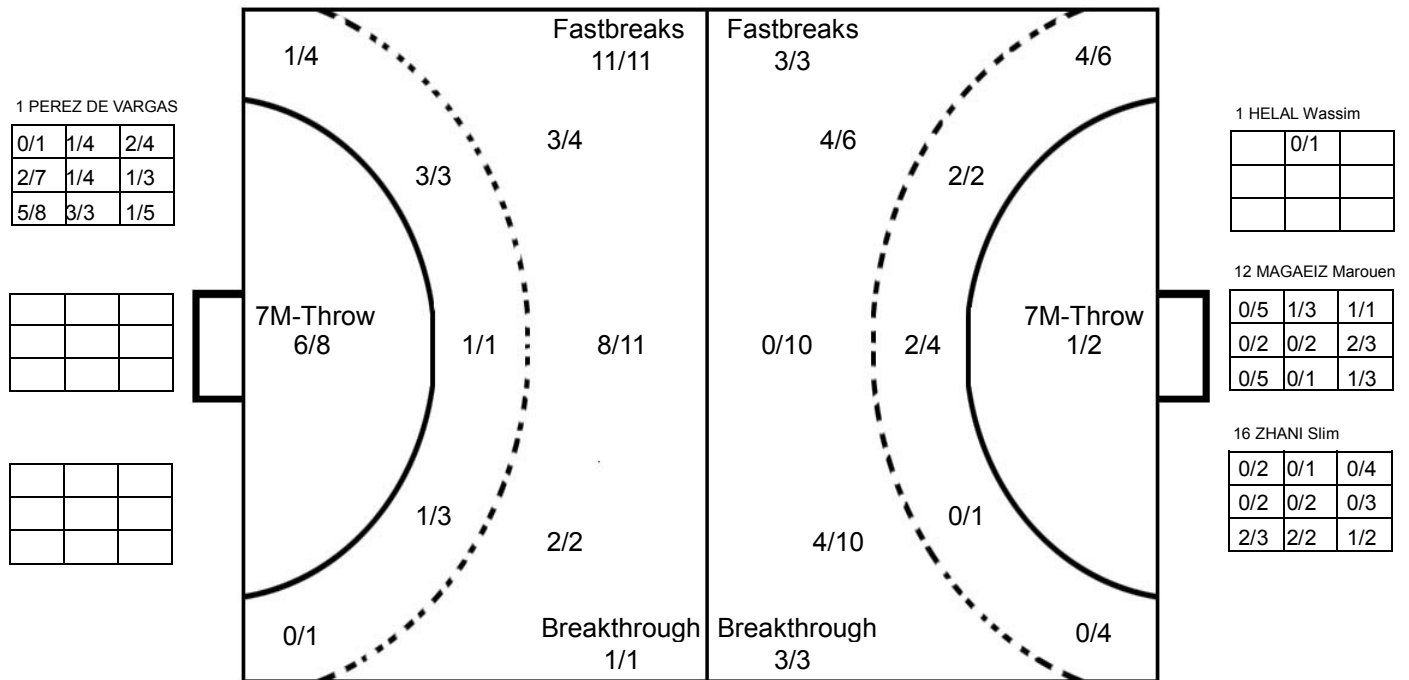 Fastbreaks
11/11
Fastbreaks
3/3
1/4
4/6
1 PEREZ DE VARGAS
0/1 1/4 2/4
2/7 1/4 1/3
5/8 3/3 1/5
3/4
4/6
3/3
2/2
1 HELAL Wassim
0/1
7M-Throw
6/8
1/1
8/11
0/10
2/4
7M-Throw
1/2
12 MAGAEIZ Marouen
0/5 1/3 1/1
0/2 0/2 2/3
0/5 0/1 1/3
16 ZHANI Slim
0/2 0/1 0/4
0/2 0/2 0/3
2/3 2/2 1/2
1/3
2/2
4/10
0/1
0/1
Breakthrough
1/1
Breakthrough
3/3
0/4